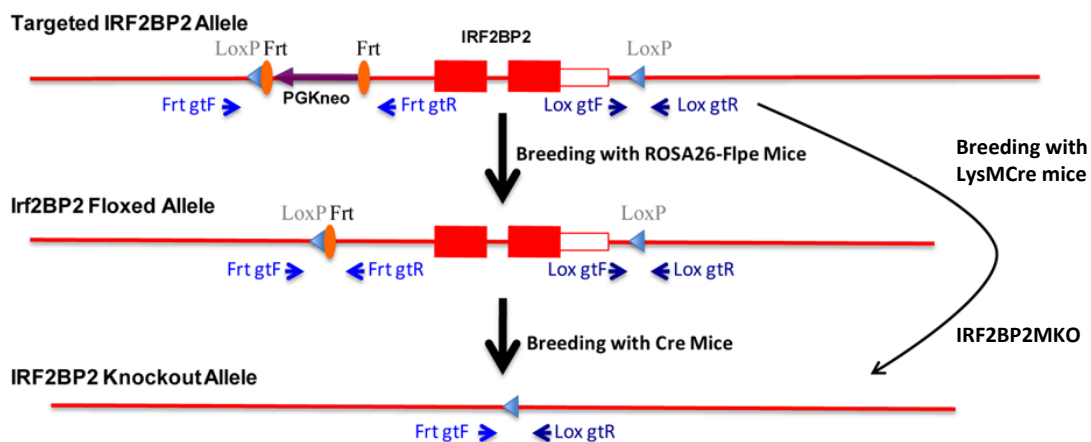 Targeted IRF2BP2 Allele
LoxP Frt Frt IRF2BP2 LoxP
PGKneo
Frt gtF Frt gtR Lox gtF Lox gtR
Breeding with ROSA26-Flpe Mice
Breeding with
LysMCre mice
Irf2BP2 Floxed Allele
LoxP Frt LoxP
Frt gtF Frt gtR Lox gtF Lox gtR
Breeding with Cre Mice
IRF2BP2MKO
IRF2BP2 Knockout Allele
Frt gtF Lox gtR